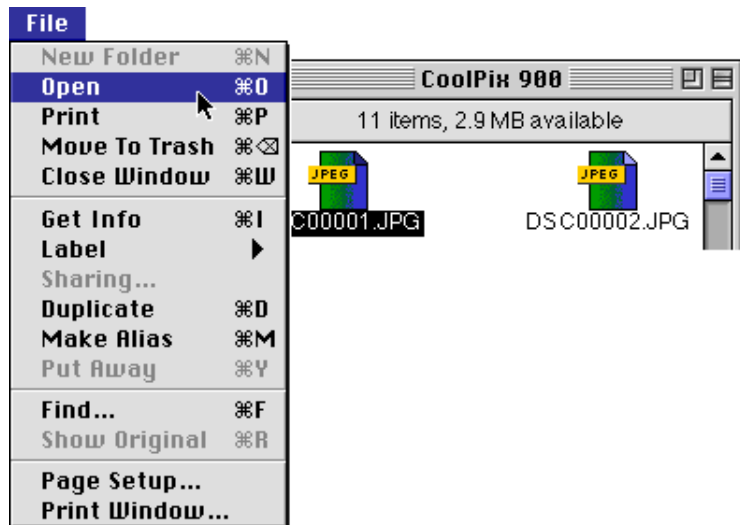 File
New Folder ⌘N
Open ⌘O
Print ⌘P
Move To Trash ⌘⌫
Close Window ⌘W
Get Info ⌘I
Label
Sharing...
Duplicate ⌘D
Make Alias ⌘M
Put Away ⌘Y
Find... ⌘F
Show Original ⌘R
Page Setup...
Print Window...
CoolPix 900
11 items, 2.9 MB available
JPEG JPEG
C00001.JPG DSC00002.JPG